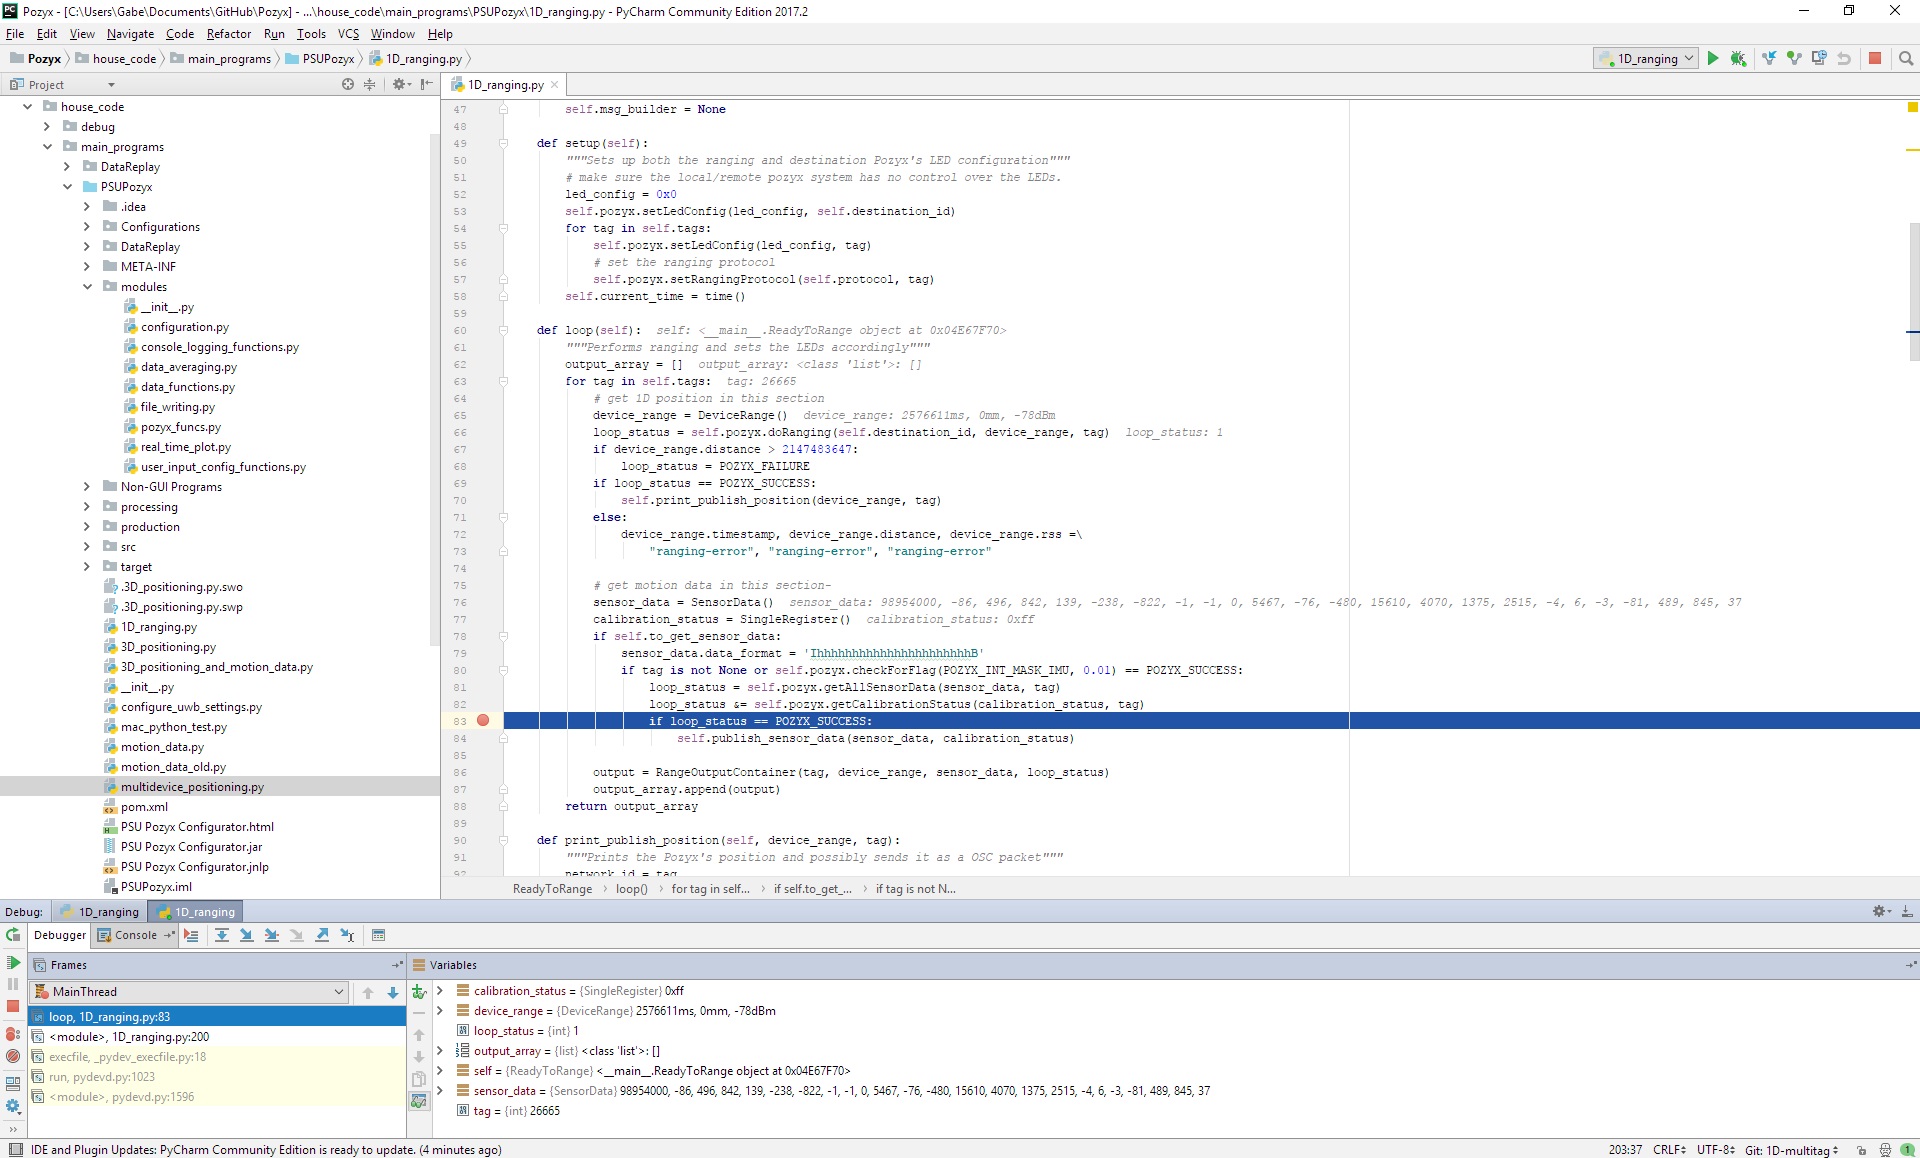 Pozyx - [C:\Users\Gabe\Documents\GitHub\Pozyx] - ...\house_code\main_programs\PSUPozyx\1D_ranging.py - PyCharm Community Edition 2017.2
File Edit View Navigate Code Refactor Run Tools VCS Window Help
Pozyx house_code main_programs PSUPozyx 1D_ranging.py 1D_ranging
Project
house_code
debug
main_programs
DataReplay
PSUPozyx
.idea
Configurations
DataReplay
META-INF
modules
__init__.py
configuration.py
console_logging_functions.py
data_averaging.py
data_functions.py
file_writing.py
pozyx_funcs.py
real_time_plot.py
user_input_config_functions.py
Non-GUI Programs
processing
production
src
target
.3D_positioning.py.swo
.3D_positioning.py.swp
1D_ranging.py
3D_positioning.py
3D_positioning_and_motion_data.py
__init__.py
configure_uwb_settings.py
mac_python_test.py
motion_data.py
motion_data_old.py
multidevice_positioning.py
pom.xml
PSU Pozyx Configurator.html
PSU Pozyx Configurator.jar
PSU Pozyx Configurator.jnlp
PSUPozyx.iml
1D_ranging.py
47 self.msg_builder = None
48
49 def setup(self):
50 """Sets up both the ranging and destination Pozyx's LED configuration"""
51 # make sure the local/remote pozyx system has no control over the LEDs.
52 led_config = 0x0
53 self.pozyx.setLedConfig(led_config, self.destination_id)
54 for tag in self.tags:
55 self.pozyx.setLedConfig(led_config, tag)
56 # set the ranging protocol
57 self.pozyx.setRangingProtocol(self.protocol, tag)
58 self.current_time = time()
59
60 def loop(self): self: <__main__.ReadyToRange object at 0x04E67F70>
61 """Performs ranging and sets the LEDs accordingly"""
62 output_array = [] output_array: <class 'list'>: []
63 for tag in self.tags: tag: 26665
64 # get 1D position in this section
65 device_range = DeviceRange() device_range: 2576611ms, 0mm, -78dBm
66 loop_status = self.pozyx.doRanging(self.destination_id, device_range, tag) loop_status: 1
67 if device_range.distance > 2147483647:
68 loop_status = POZYX_FAILURE
69 if loop_status == POZYX_SUCCESS:
70 self.print_publish_position(device_range, tag)
71 else:
72 device_range.timestamp, device_range.distance, device_range.rss =\
73 "ranging-error", "ranging-error", "ranging-error"
74
75 # get motion data in this section-
76 sensor_data = SensorData() sensor_data: 98954000, -86, 496, 842, 139, -238, -822, -1, -1, 0, 5467, -76, -480, 15610, 4070, 1375, 2515, -4, 6, -3, -81, 489, 845, 37
77 calibration_status = SingleRegister() calibration_status: 0xff
78 if self.to_get_sensor_data:
79 sensor_data.data_format = 'IhhhhhhhhhhhhhhhhhhhhhhB'
80 if tag is not None or self.pozyx.checkForFlag(POZYX_INT_MASK_IMU, 0.01) == POZYX_SUCCESS:
81 loop_status = self.pozyx.getAllSensorData(sensor_data, tag)
82 loop_status &= self.pozyx.getCalibrationStatus(calibration_status, tag)
83 if loop_status == POZYX_SUCCESS:
84 self.publish_sensor_data(sensor_data, calibration_status)
85
86 output = RangeOutputContainer(tag, device_range, sensor_data, loop_status)
87 output_array.append(output)
88 return output_array
89
90 def print_publish_position(self, device_range, tag):
91 """Prints the Pozyx's position and possibly sends it as a OSC packet"""
92 network_id = tag
ReadyToRange loop() for tag in self... if self.to_get_... if tag is not N...
Debug: 1D_ranging 1D_ranging
Debugger Console
Frames
MainThread
loop, 1D_ranging.py:83
<module>, 1D_ranging.py:200
execfile, _pydev_execfile.py:18
run, pydevd.py:1023
<module>, pydevd.py:1596
Variables
calibration_status = {SingleRegister} 0xff
device_range = {DeviceRange} 2576611ms, 0mm, -78dBm
loop_status = {int} 1
output_array = {list} <class 'list'>: []
self = {ReadyToRange} <__main__.ReadyToRange object at 0x04E67F70>
sensor_data = {SensorData} 98954000, -86, 496, 842, 139, -238, -822, -1, -1, 0, 5467, -76, -480, 15610, 4070, 1375, 2515, -4, 6, -3, -81, 489, 845, 37
tag = {int} 26665
IDE and Plugin Updates: PyCharm Community Edition is ready to update. (4 minutes ago) 203:37 CRLF UTF-8 Git: 1D-multitag 1